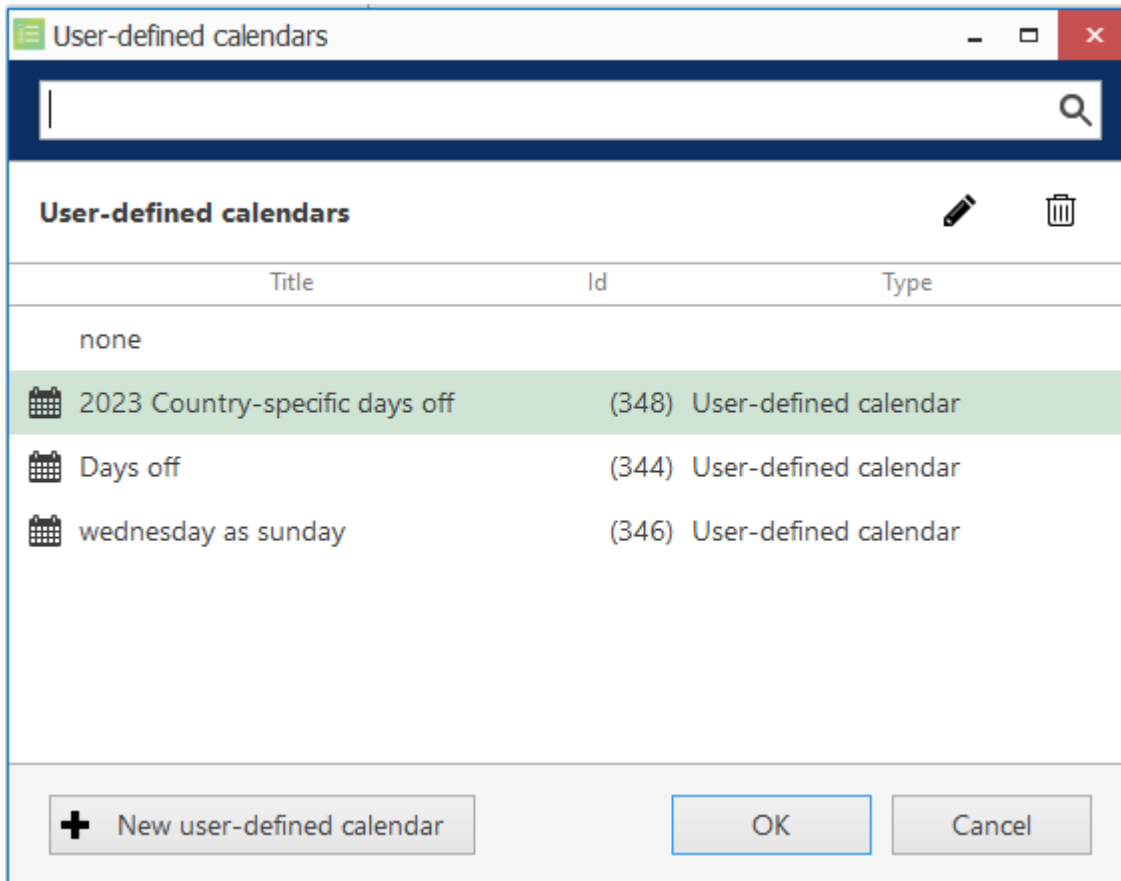 User-defined calendars
User-defined calendars
Title Id Type
none
2023 Country-specific days off (348) User-defined calendar
Days off (344) User-defined calendar
wednesday as sunday (346) User-defined calendar
New user-defined calendar OK Cancel